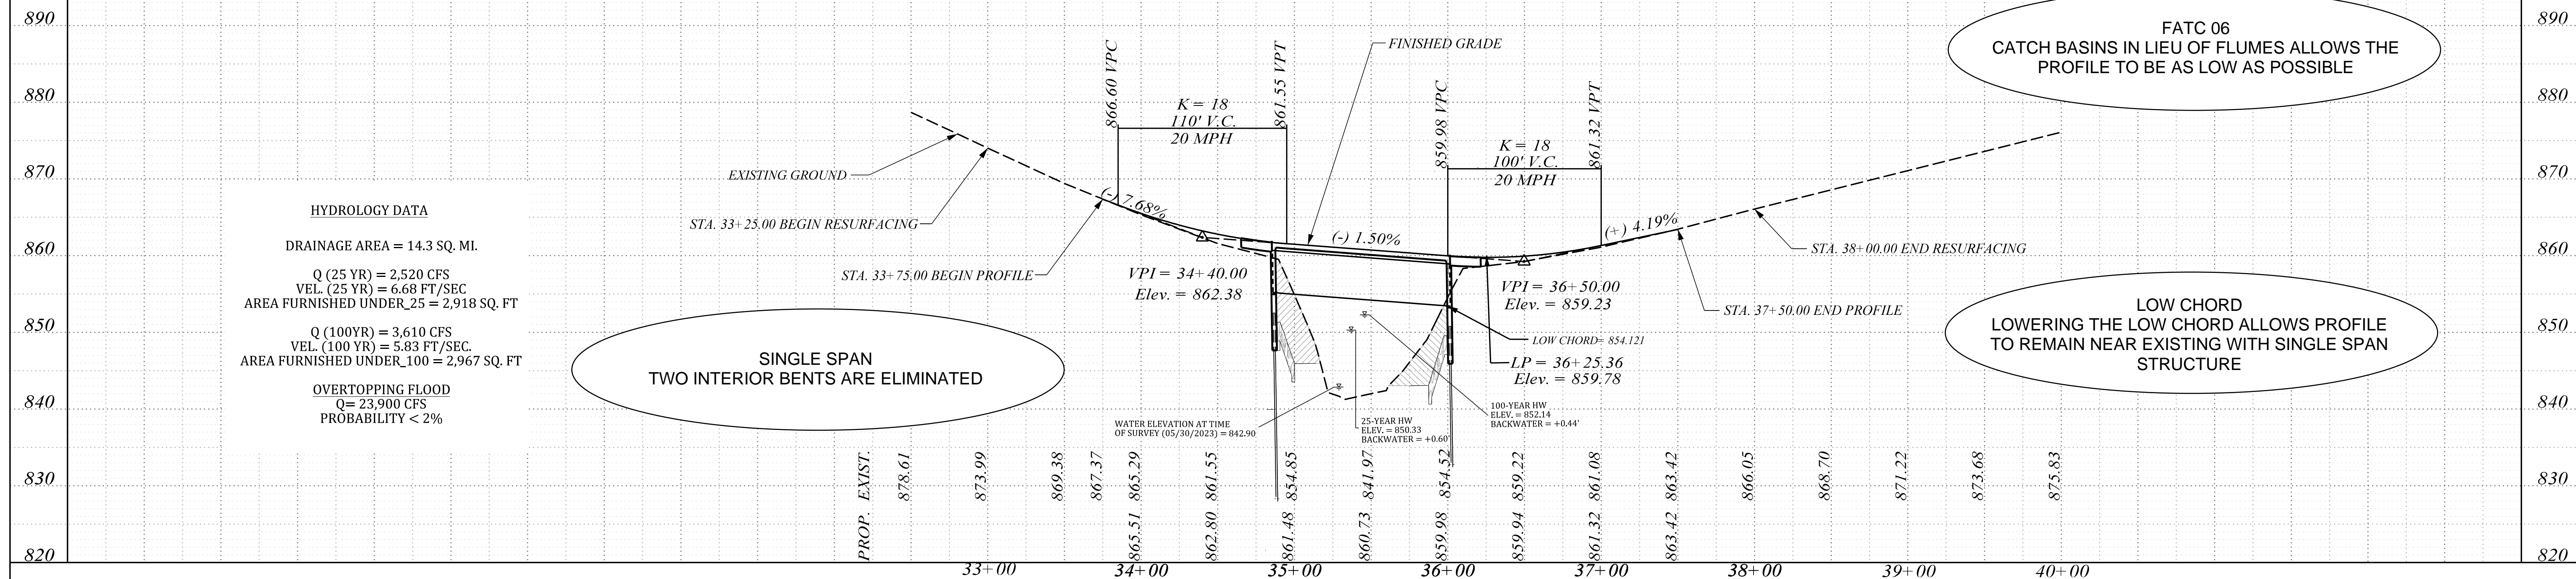 890
880
870
860
850
840
830
820
HYDROLOGY DATA
DRAINAGE AREA = 14.3 SQ. MI.
Q (25 YR) = 2,520 CFS
VEL. (25 YR) = 6.68 FT/SEC
AREA FURNISHED UNDER_25 = 2,918 SQ. FT
Q (100YR) = 3,610 CFS
VEL. (100 YR) = 5.83 FT/SEC.
AREA FURNISHED UNDER_100 = 2,967 SQ. FT
OVERTOPPING FLOOD
Q= 23,900 CFS
PROBABILITY < 2%
SINGLE SPAN
TWO INTERIOR BENTS ARE ELIMINATED
EXISTING GROUND
STA. 33+25.00 BEGIN RESURFACING
STA. 33+75.00 BEGIN PROFILE
866.60 VPC
K = 18
110' V.C.
20 MPH
861.55 VPT
(-) 7.68%
VPI = 34+40.00
Elev. = 862.38
FINISHED GRADE
(-) 1.50%
859.98 VPC
K = 18
100' V.C.
20 MPH
861.32 VPT
(+) 4.19%
VPI = 36+50.00
Elev. = 859.23
LOW CHORD= 854.121
LP = 36+25.36
Elev. = 859.78
STA. 38+00.00 END RESURFACING
STA. 37+50.00 END PROFILE
WATER ELEVATION AT TIME
OF SURVEY (05/30/2023) = 842.90
25-YEAR HW
ELEV. = 850.33
BACKWATER = +0.60'
100-YEAR HW
ELEV. = 852.14
BACKWATER = +0.44'
FATC 06
CATCH BASINS IN LIEU OF FLUMES ALLOWS THE
PROFILE TO BE AS LOW AS POSSIBLE
LOW CHORD
LOWERING THE LOW CHORD ALLOWS PROFILE
TO REMAIN NEAR EXISTING WITH SINGLE SPAN
STRUCTURE
PROP. EXIST.
878.61
873.99
869.38
867.37
865.29
861.55
854.85
841.97
854.52
859.22
861.08
863.42
866.05
868.70
871.22
873.68
875.83
865.51
862.80
861.48
860.73
859.98
859.94
861.32
863.42
33+00
34+00
35+00
36+00
37+00
38+00
39+00
40+00
890
880
870
860
850
840
830
820